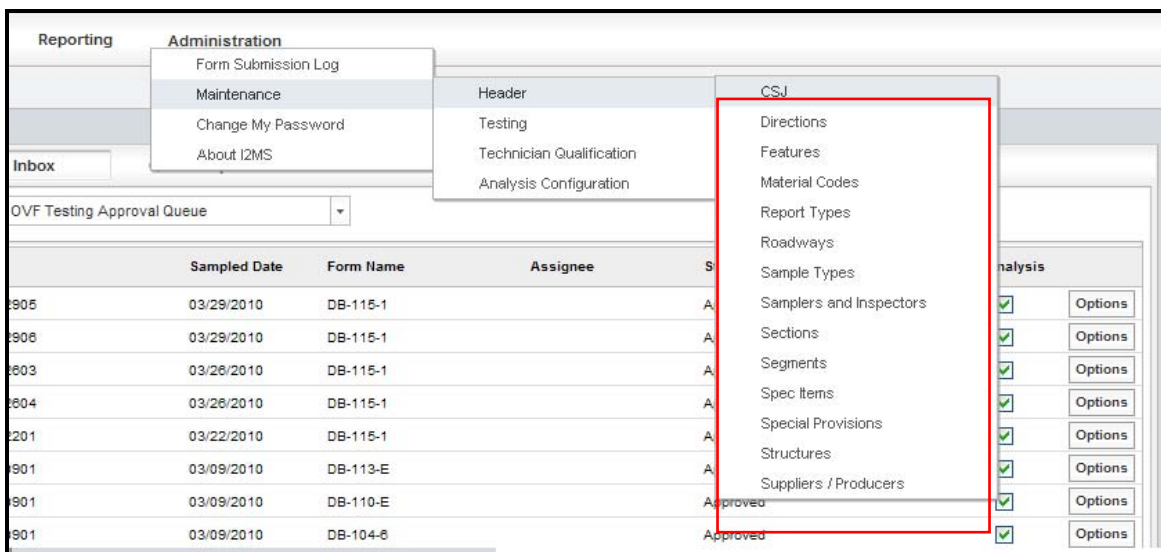 Reporting Administration
Form Submission Log
Maintenance Header CSJ
Change My Password Testing Directions
About I2MS Technician Qualification Features
Inbox
Analysis Configuration Material Codes
OVF Testing Approval Queue Report Types
Roadways
Sampled Date Form Name Assignee Sample Types
Samplers and Inspectors
2905 03/29/2010 DB-115-1 Options
Sections
2906 03/29/2010 DB-115-1 Options
Segments
2603 03/26/2010 DB-115-1 Options
Spec Items
2604 03/26/2010 DB-115-1 Options
Special Provisions
2201 03/22/2010 DB-115-1 Options
Structures
0901 03/09/2010 DB-113-E Options
Suppliers / Producers
0901 03/09/2010 DB-110-E Approved Options
0901 03/09/2010 DB-104-6 Approved Options